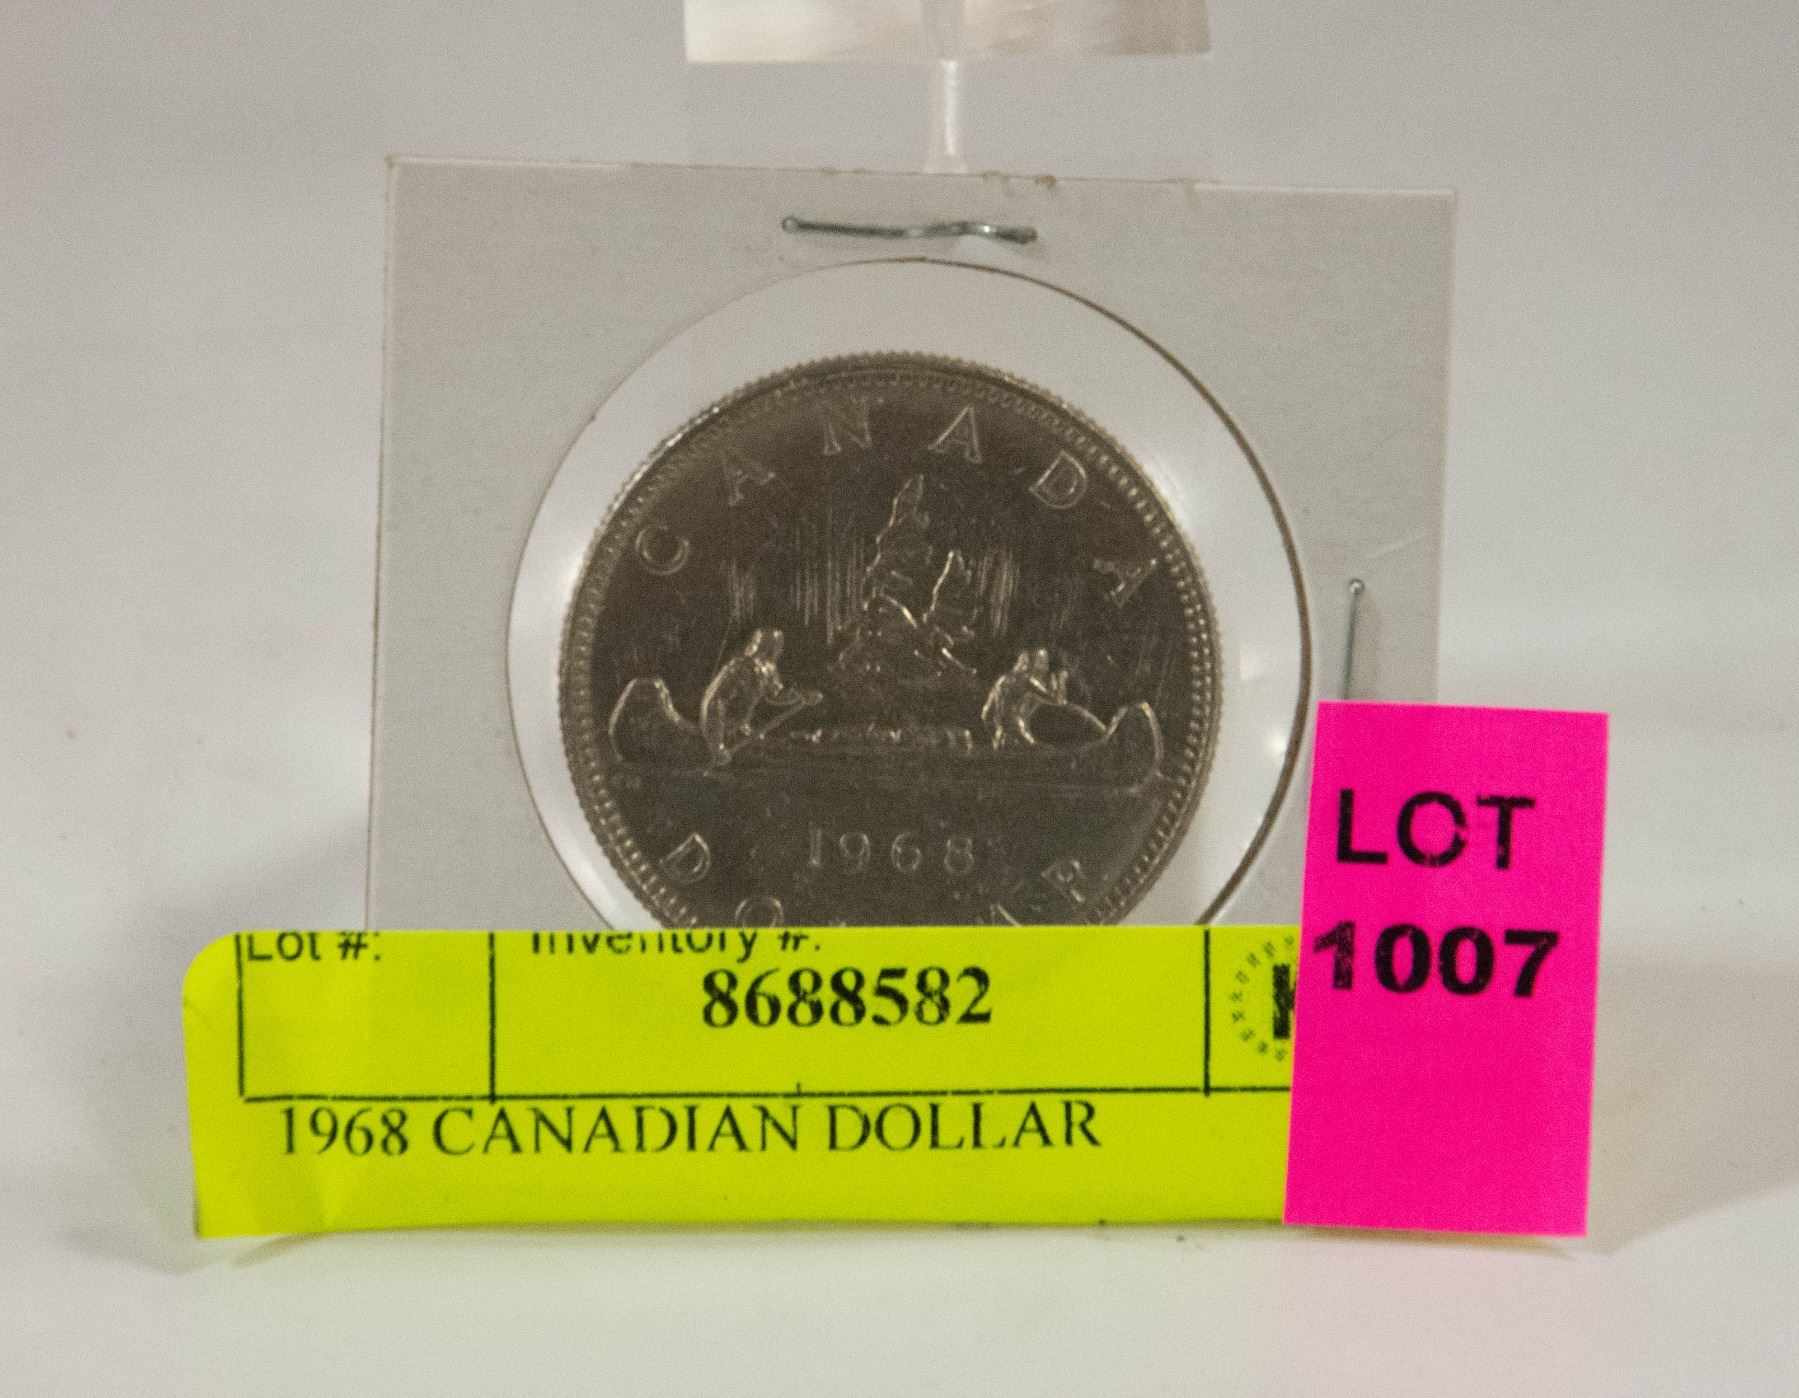 CANADA
1968
Lot #:
Inventory #:
8688582
1968 CANADIAN DOLLAR
LOT
1007